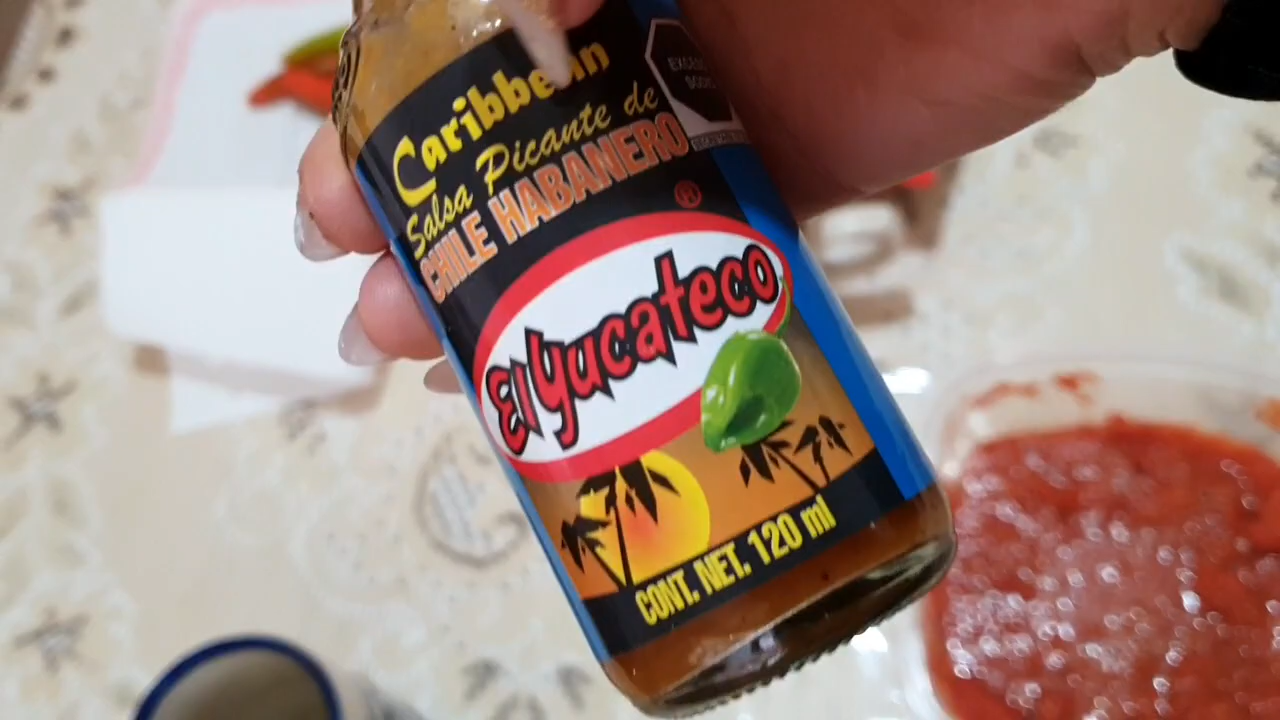 Caribbean
Salsa Picante de
CHILE HABANERO
El Yucateco
CONT. NET. 120 ml